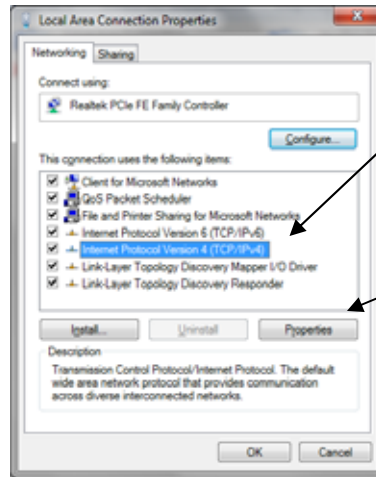 Local Area Connection Properties
Networking
Sharing
Connect using:
Realtek PCIe FE Family Controller
Configure...
This connection uses the following items:
Client for Microsoft Networks
QoS Packet Scheduler
File and Printer Sharing for Microsoft Networks
Internet Protocol Version 6 (TCP/IPv6)
Internet Protocol Version 4 (TCP/IPv4)
Link-Layer Topology Discovery Mapper I/O Driver
Link-Layer Topology Discovery Responder
Install...
Uninstall
Properties
Description
Transmission Control Protocol/Internet Protocol. The default
wide area network protocol that provides communication
across diverse interconnected networks.
OK
Cancel